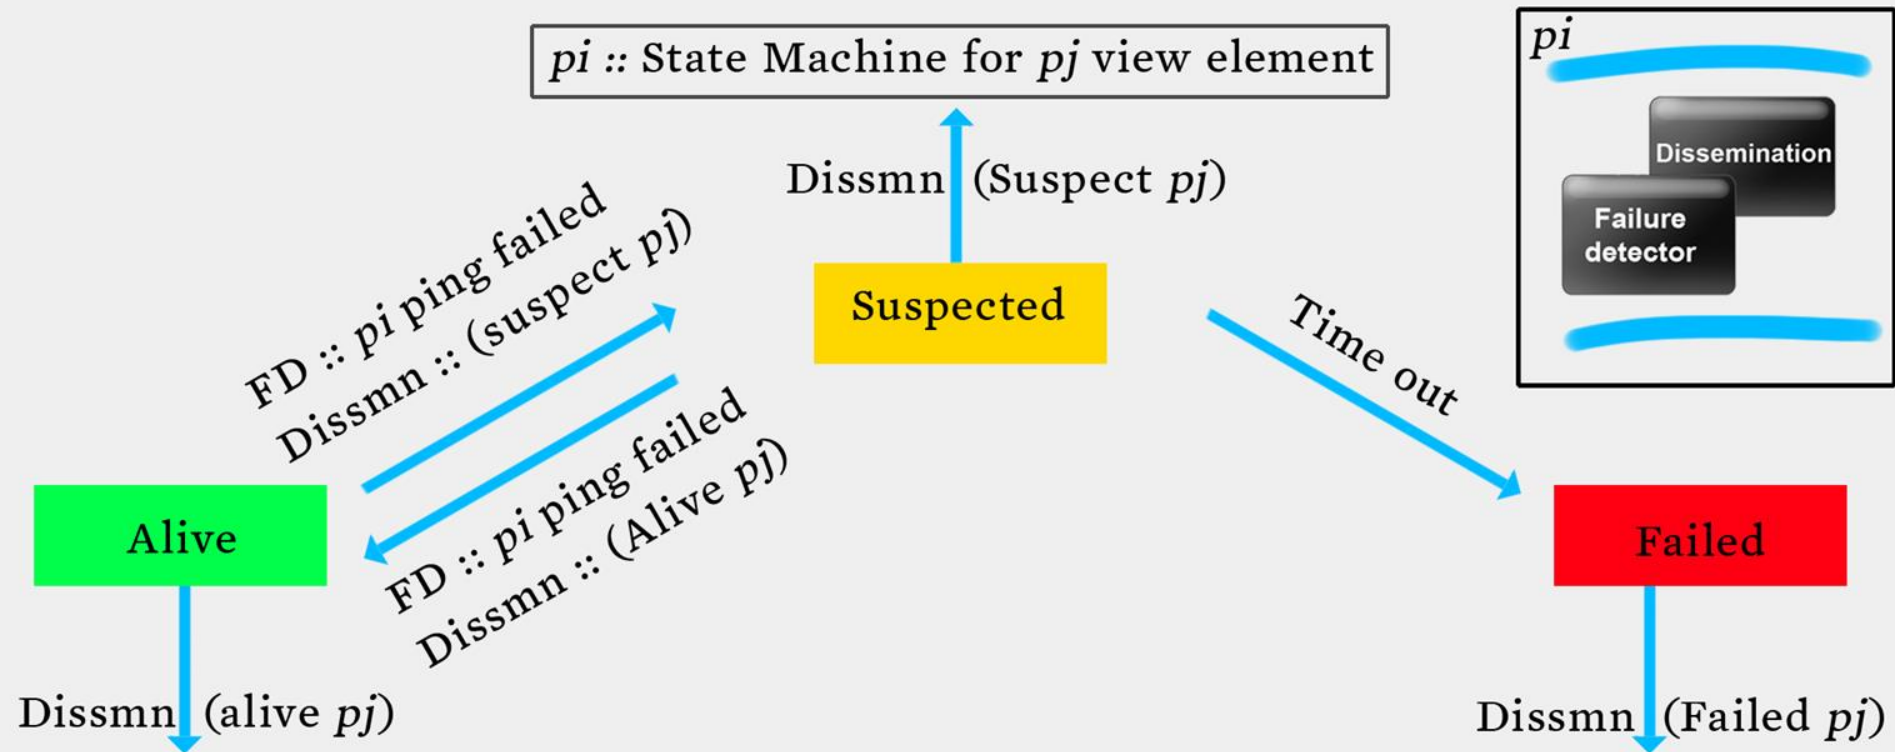 pi :: State Machine for pj view element
pi
Dissemination
Failure
detector
Dissmn (Suspect pj)
FD :: pi ping failed
Dissmn :: (suspect pj)
Suspected
Time out
FD :: pi ping failed
Dissmn :: (Alive pj)
Alive
Failed
Dissmn (alive pj)
Dissmn (Failed pj)